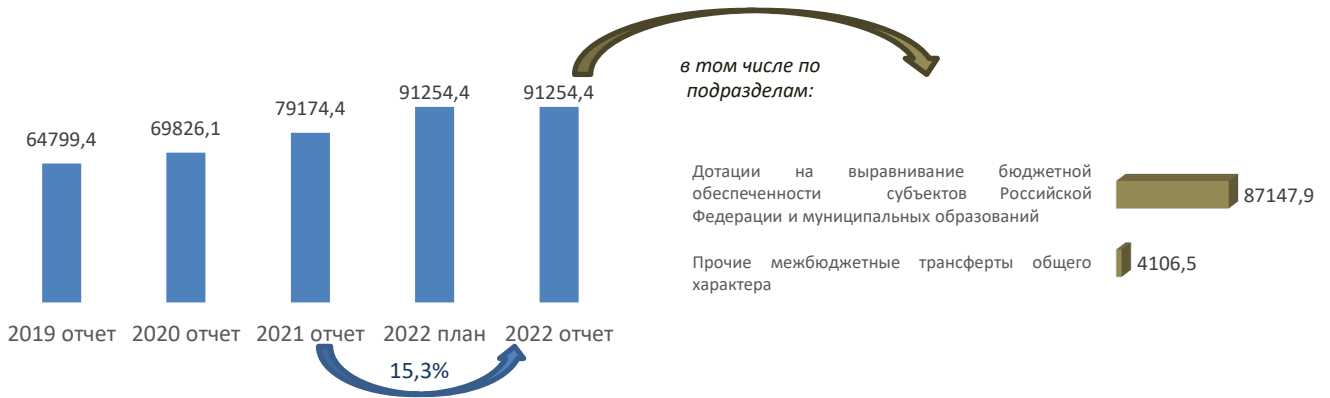 в том числе по
подразделам:
64799,4
69826,1
79174,4
91254,4
91254,4
2019 отчет
2020 отчет
2021 отчет
2022 план
2022 отчет
15,3%
Дотации на выравнивание бюджетной
обеспеченности субъектов Российской
Федерации и муниципальных образований
87147,9
Прочие межбюджетные трансферты общего
характера
4106,5